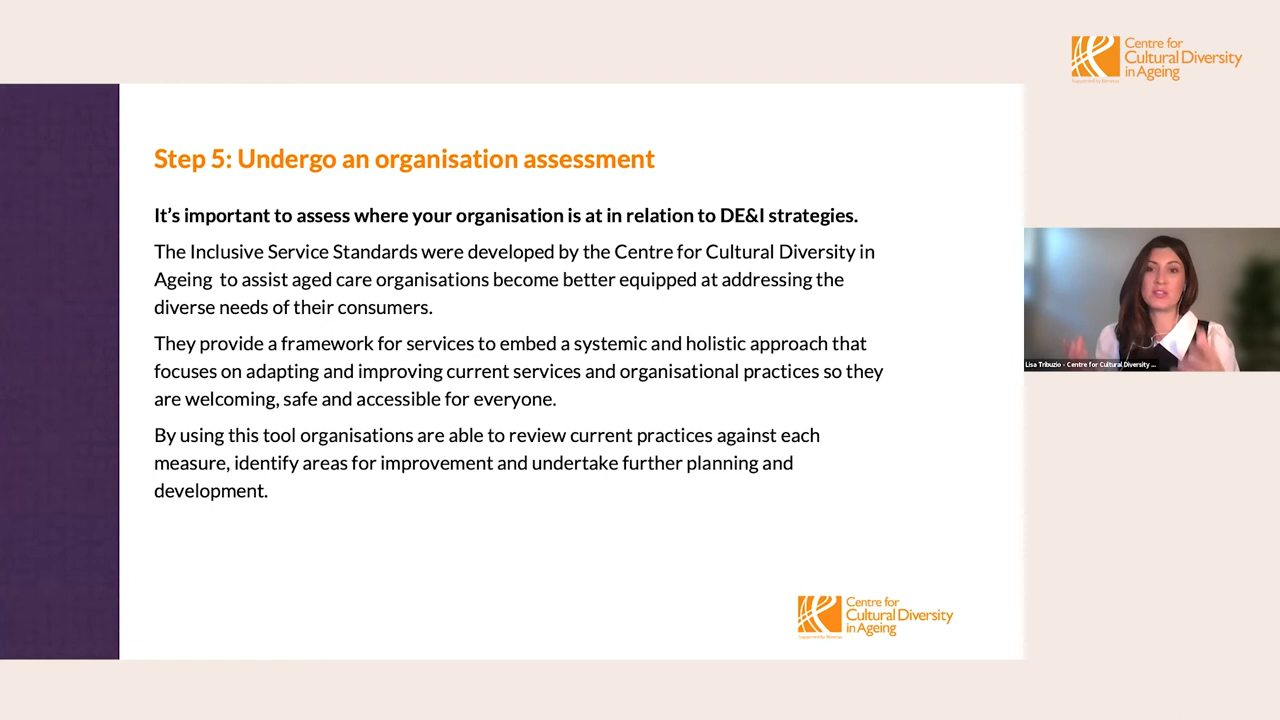 Centre for
Cultural Diversity
in Ageing
Supported by Benetas
Step 5: Undergo an organisation assessment
It's important to assess where your organisation is at in relation to DE&I strategies.
The Inclusive Service Standards were developed by the Centre for Cultural Diversity in
Ageing to assist aged care organisations become better equipped at addressing the
diverse needs of their consumers.
They provide a framework for services to embed a systemic and holistic approach that
focuses on adapting and improving current services and organisational practices so they
are welcoming, safe and accessible for everyone.
By using this tool organisations are able to review current practices against each
measure, identify areas for improvement and undertake further planning and
development.
Lisa Tribuzio - Centre for Cultural Diversity ...
Centre for
Cultural Diversity
in Ageing
Supported by Benetas